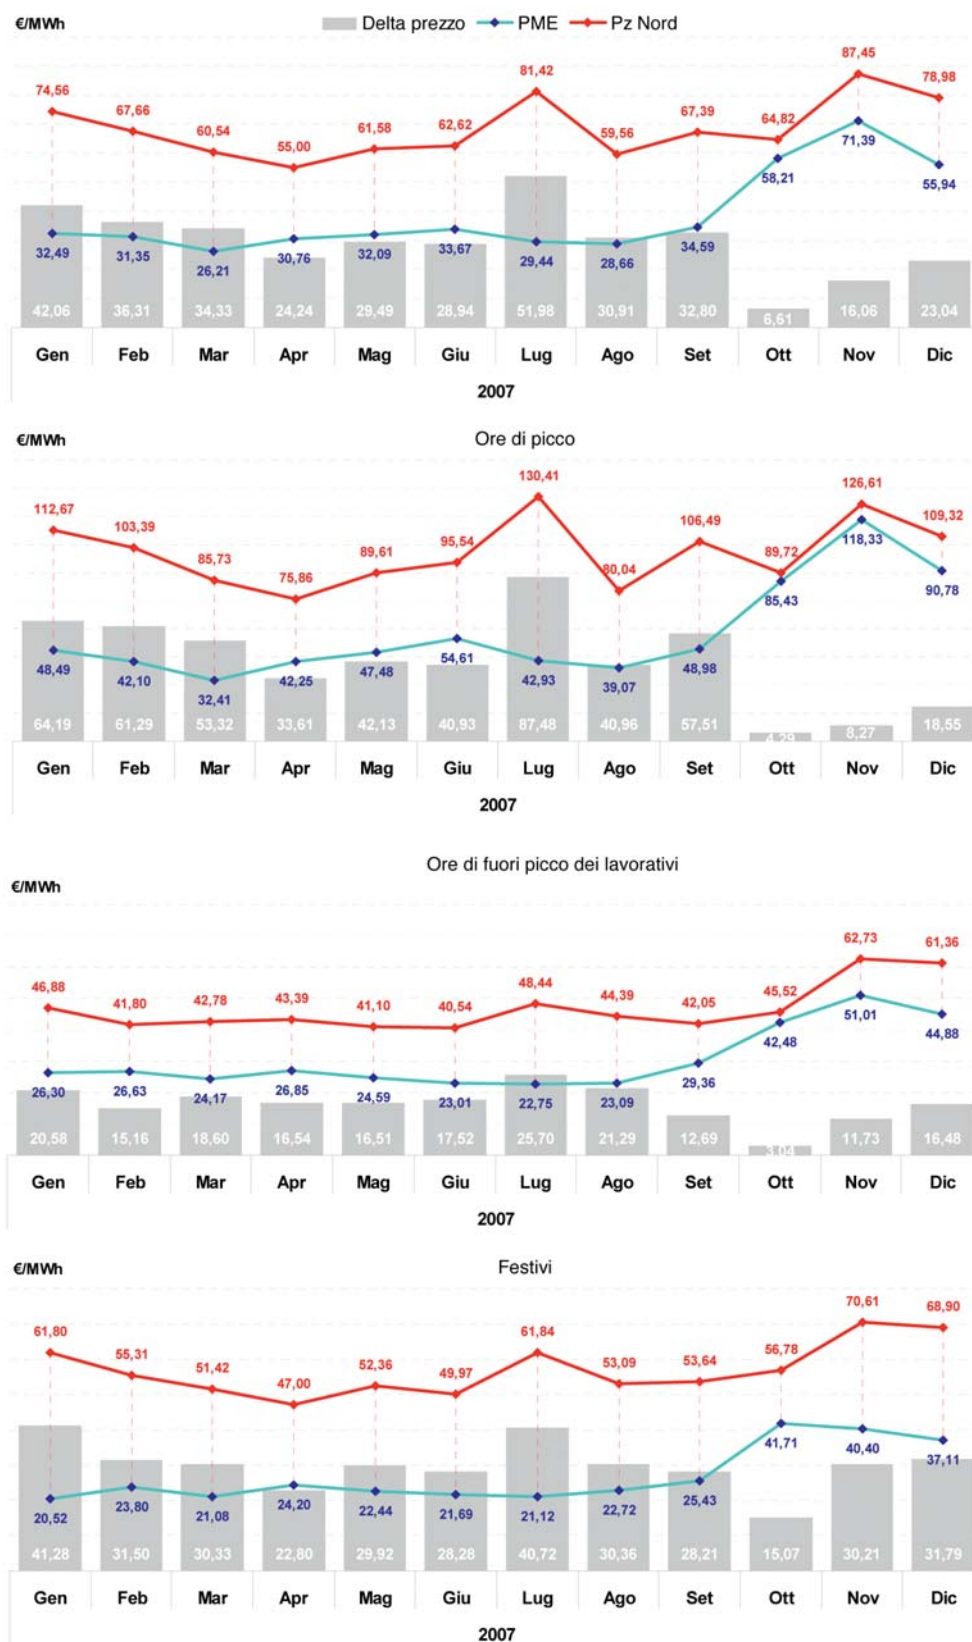 €/MWh Delta prezzo PME Pz Nord
74,56 67,66 60,54 55,00 61,58 62,62 81,42 59,56 67,39 64,82 87,45 78,98
32,49 31,35 26,21 30,76 32,09 33,67 29,44 28,66 34,59 58,21 71,39 55,94
42,06 36,31 34,33 24,24 29,49 28,94 51,98 30,91 32,80 6,61 16,06 23,04
Gen Feb Mar Apr Mag Giu Lug Ago Set Ott Nov Dic
2007
€/MWh Ore di picco
112,67 103,39 85,73 75,86 89,61 95,54 130,41 80,04 106,49 89,72 126,61 109,32
48,49 42,10 32,41 42,25 47,48 54,61 42,93 39,07 48,98 85,43 118,33 90,78
64,19 61,29 53,32 33,61 42,13 40,93 87,48 40,96 57,51 4,29 8,27 18,55
Gen Feb Mar Apr Mag Giu Lug Ago Set Ott Nov Dic
2007
Ore di fuori picco dei lavorativi
€/MWh
46,88 41,80 42,78 43,39 41,10 40,54 48,44 44,39 42,05 45,52 62,73 61,36
26,30 26,63 24,17 26,85 24,59 23,01 22,75 23,09 29,36 42,48 51,01 44,88
20,58 15,16 18,60 16,54 16,51 17,52 25,70 21,29 12,69 3,04 11,73 16,48
Gen Feb Mar Apr Mag Giu Lug Ago Set Ott Nov Dic
2007
€/MWh Festivi
61,80 55,31 51,42 47,00 52,36 49,97 61,84 53,09 53,64 56,78 70,61 68,90
20,52 23,80 21,08 24,20 22,44 21,69 21,12 22,72 25,43 41,71 40,40 37,11
41,28 31,50 30,33 22,80 29,92 28,28 40,72 30,36 28,21 15,07 30,21 31,79
Gen Feb Mar Apr Mag Giu Lug Ago Set Ott Nov Dic
2007